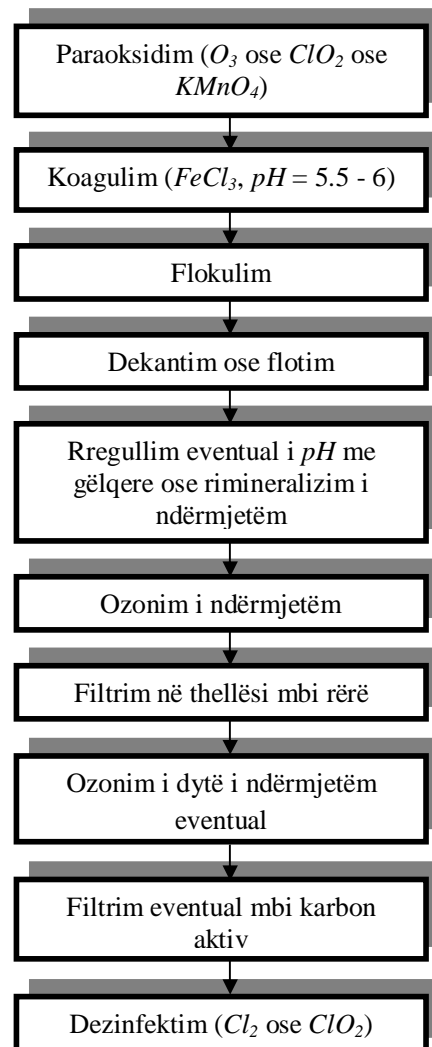 Paraoksidim (O₃ ose ClO₂ ose
KMnO₄)
Koagulim (FeCl₃, pH = 5.5 - 6)
Flokulim
Dekantim ose flotim
Rregullim eventual i pH me
gëlqere ose rimineralizim i
ndërmjetëm
Ozonim i ndërmjetëm
Filtrim në thellësi mbi rërë
Ozonim i dytë i ndërmjetëm
eventual
Filtrim eventual mbi karbon
aktiv
Dezinfektim (Cl₂ ose ClO₂)